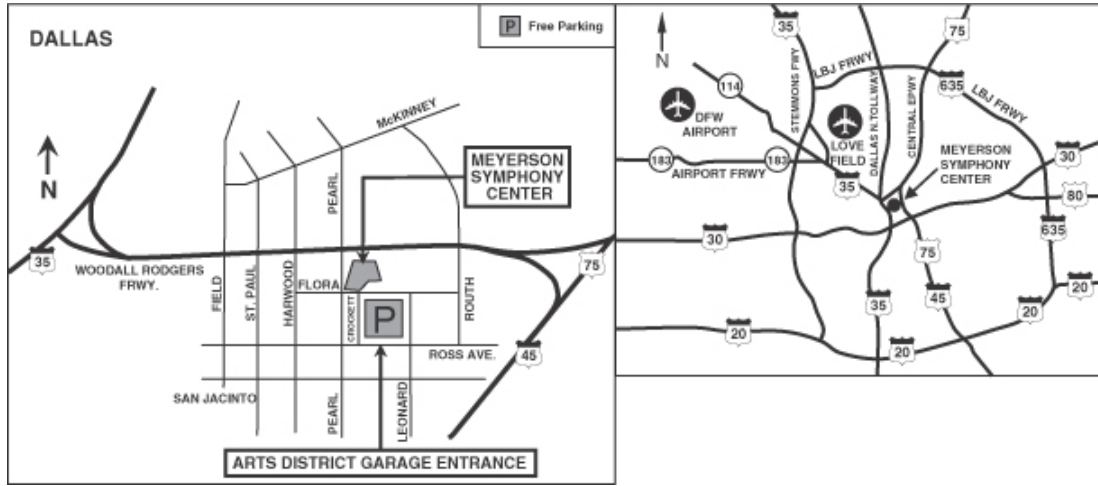 DALLAS
P Free Parking
N
McKINNEY
MEYERSON
SYMPHONY
CENTER
PEARL
35
WOODALL RODGERS
FRWY.
75
FIELD
ST. PAUL
HARWOOD
FLORA
CROCKETT
P
ROUTH
ROSS AVE.
45
SAN JACINTO
PEARL
LEONARD
ARTS DISTRICT GARAGE ENTRANCE
N
35
75
STEMMONS FWY
LBJ FRWY
DALLAS N.TOLLWAY
CENTRAL EPWY
635
LBJ FRWY
114
DFW
AIRPORT
LOVE
FIELD
MEYERSON
SYMPHONY
CENTER
183
183
AIRPORT FRWY
35
30
80
30
75
635
35
45
20
20
20
20